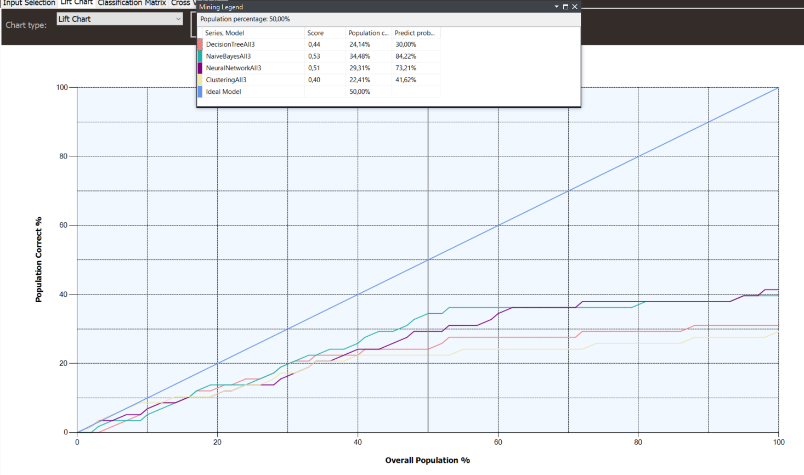 Input Selection Lift Chart Classification Matrix Cross V
Chart type: Lift Chart
Mining Legend
Population percentage: 50,00%
Series, Model Score Population c... Predict prob...
DecisionTreeAll3 0,44 24,14% 30,00%
NaiveBayesAll3 0,53 34,48% 84,22%
NeuralNetworkAll3 0,51 29,31% 73,21%
ClusteringAll3 0,40 22,41% 41,62%
Ideal Model 50,00%
100
80
60
40
20
0
Population Correct %
0 20 40 60 80 100
Overall Population %